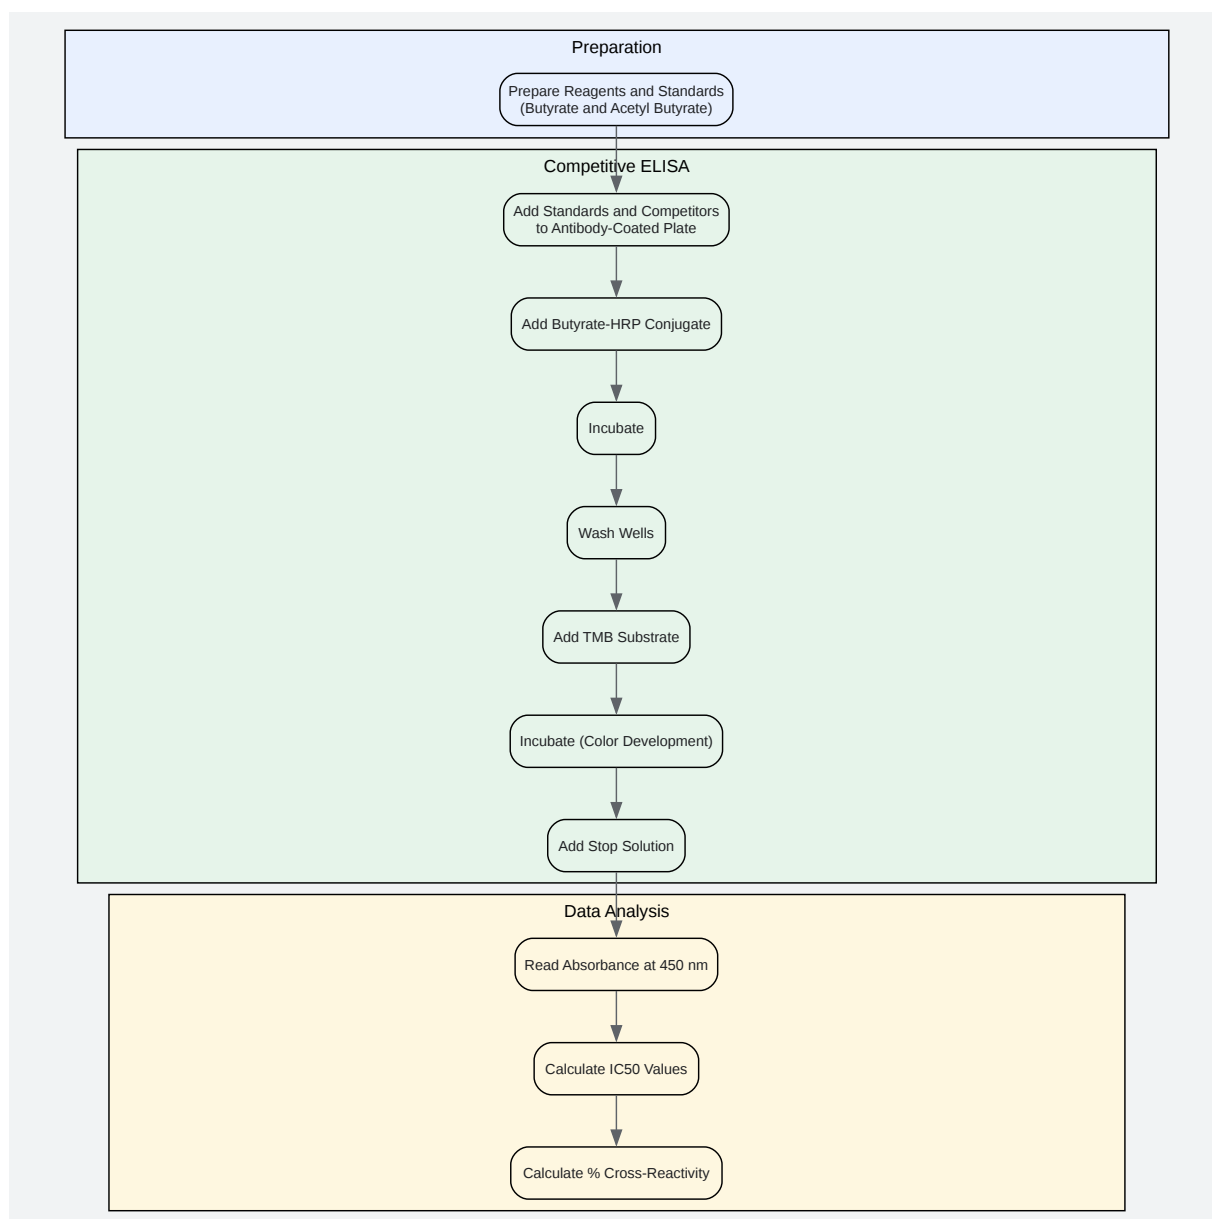 Preparation
Prepare Reagents and Standards
(Butyrate and Acetyl Butyrate)
Competitive ELISA
Add Standards and Competitors
to Antibody-Coated Plate
Add Butyrate-HRP Conjugate
Incubate
Wash Wells
Add TMB Substrate
Incubate (Color Development)
Add Stop Solution
Data Analysis
Read Absorbance at 450 nm
Calculate IC50 Values
Calculate % Cross-Reactivity